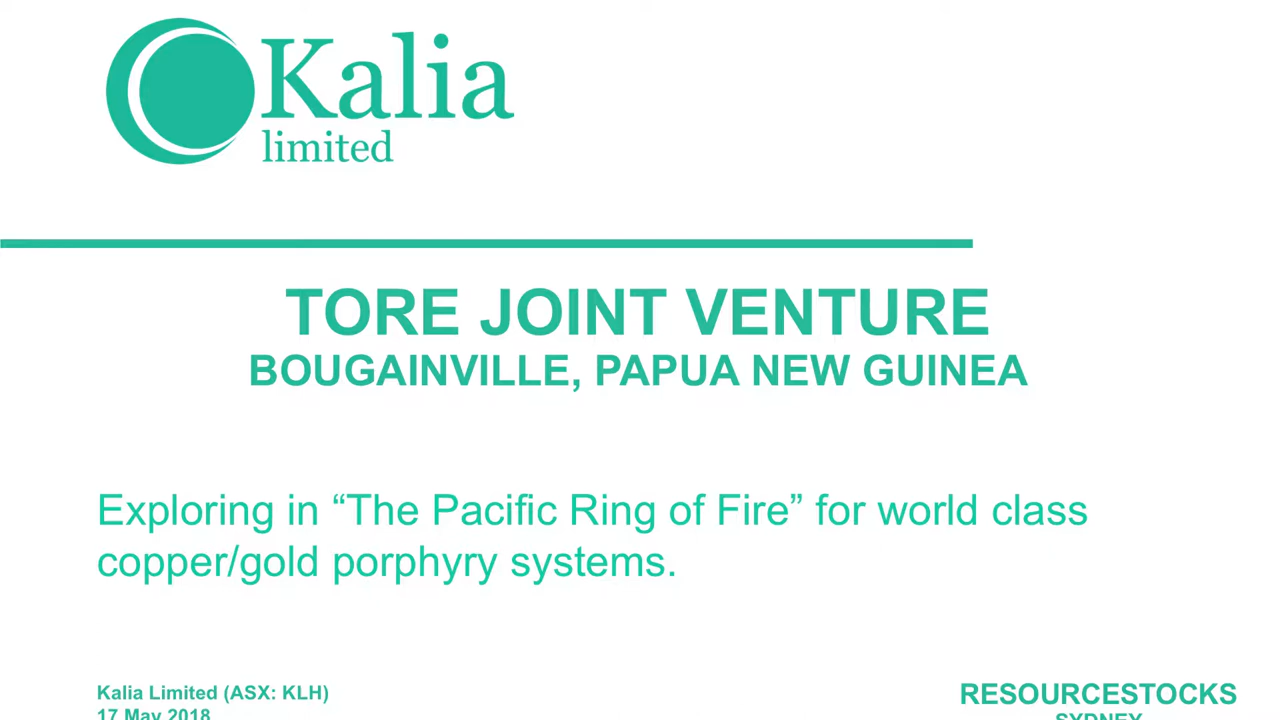 Kalia
limited
TORE JOINT VENTURE
BOUGAINVILLE, PAPUA NEW GUINEA
Exploring in “The Pacific Ring of Fire” for world class
copper/gold porphyry systems.
Kalia Limited (ASX: KLH)
17 May 2018
RESOURCESTOCKS
SYDNEY